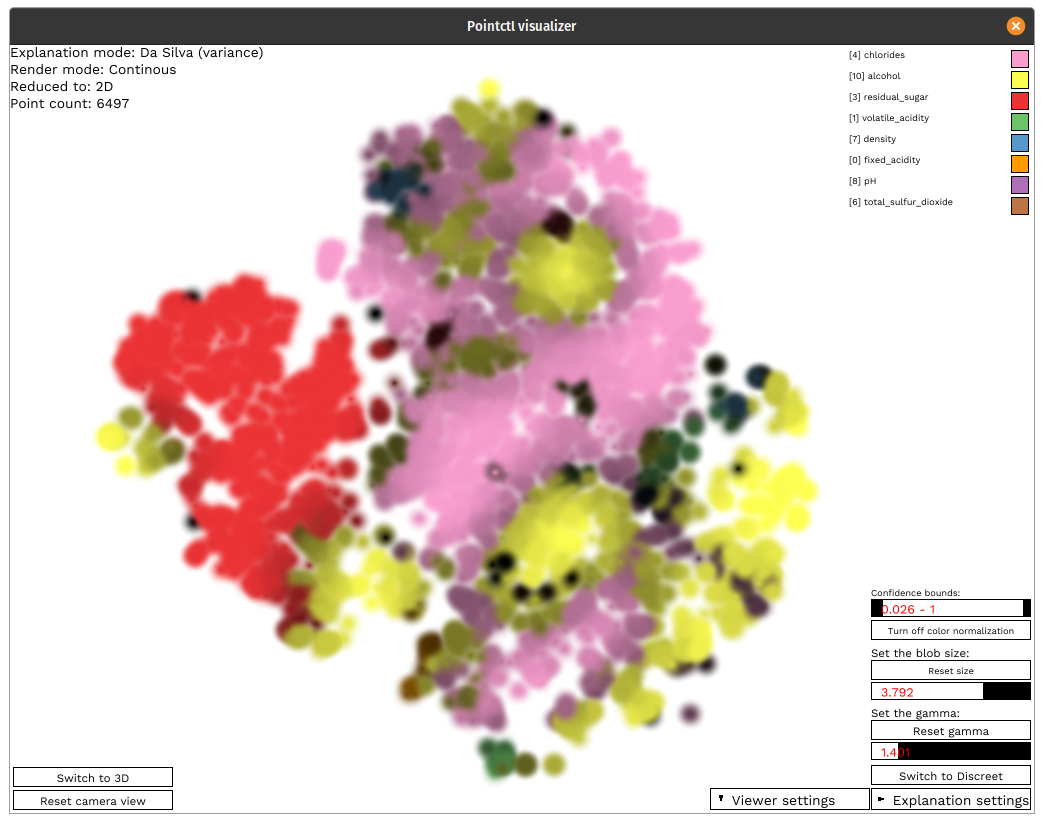 Pointctl visualizer
Explanation mode: Da Silva (variance)
Render mode: Continous
Reduced to: 2D
Point count: 6497
[4] chlorides
[10] alcohol
[3] residual_sugar
[1] volatile_acidity
[7] density
[0] fixed_acidity
[8] pH
[6] total_sulfur_dioxide
Confidence bounds:
0.026 - 1
Turn off color normalization
Set the blob size:
Reset size
3.792
Set the gamma:
Reset gamma
1.401
Switch to Discreet
Switch to 3D
Reset camera view
Viewer settings
Explanation settings